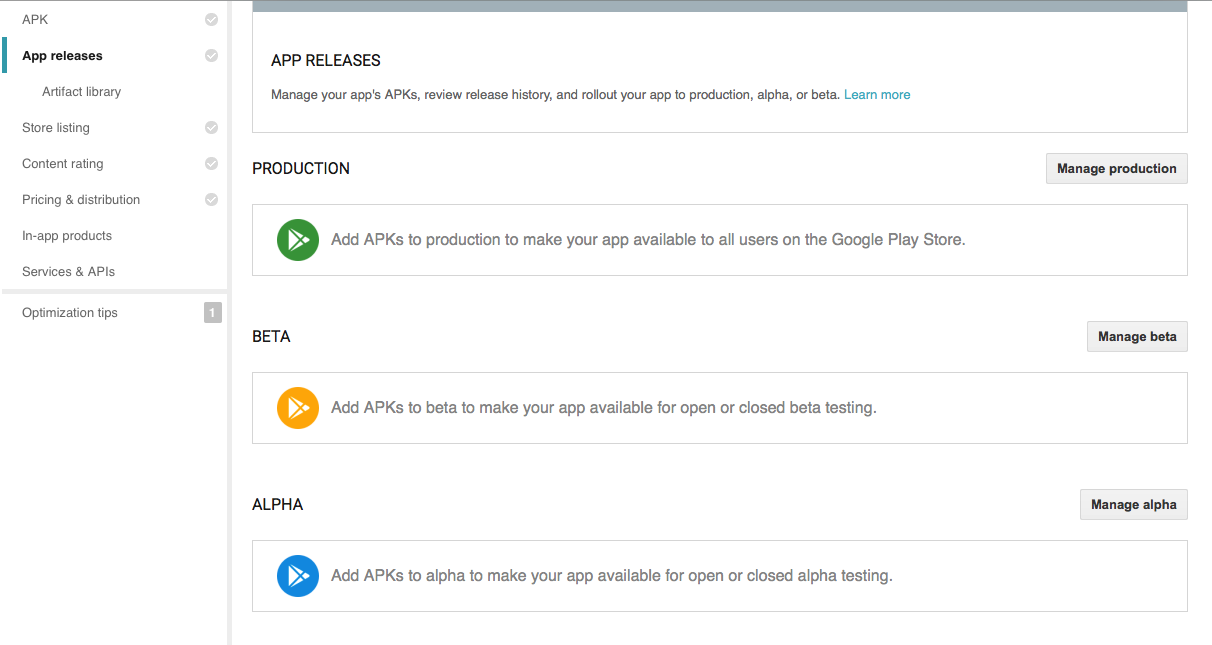 APK
App releases
Artifact library
Store listing
Content rating
Pricing & distribution
In-app products
Services & APIs
Optimization tips
1
APP RELEASES
Manage your app's APKs, review release history, and rollout your app to production, alpha, or beta. Learn more
PRODUCTION
Manage production
Add APKs to production to make your app available to all users on the Google Play Store.
BETA
Manage beta
Add APKs to beta to make your app available for open or closed beta testing.
ALPHA
Manage alpha
Add APKs to alpha to make your app available for open or closed alpha testing.